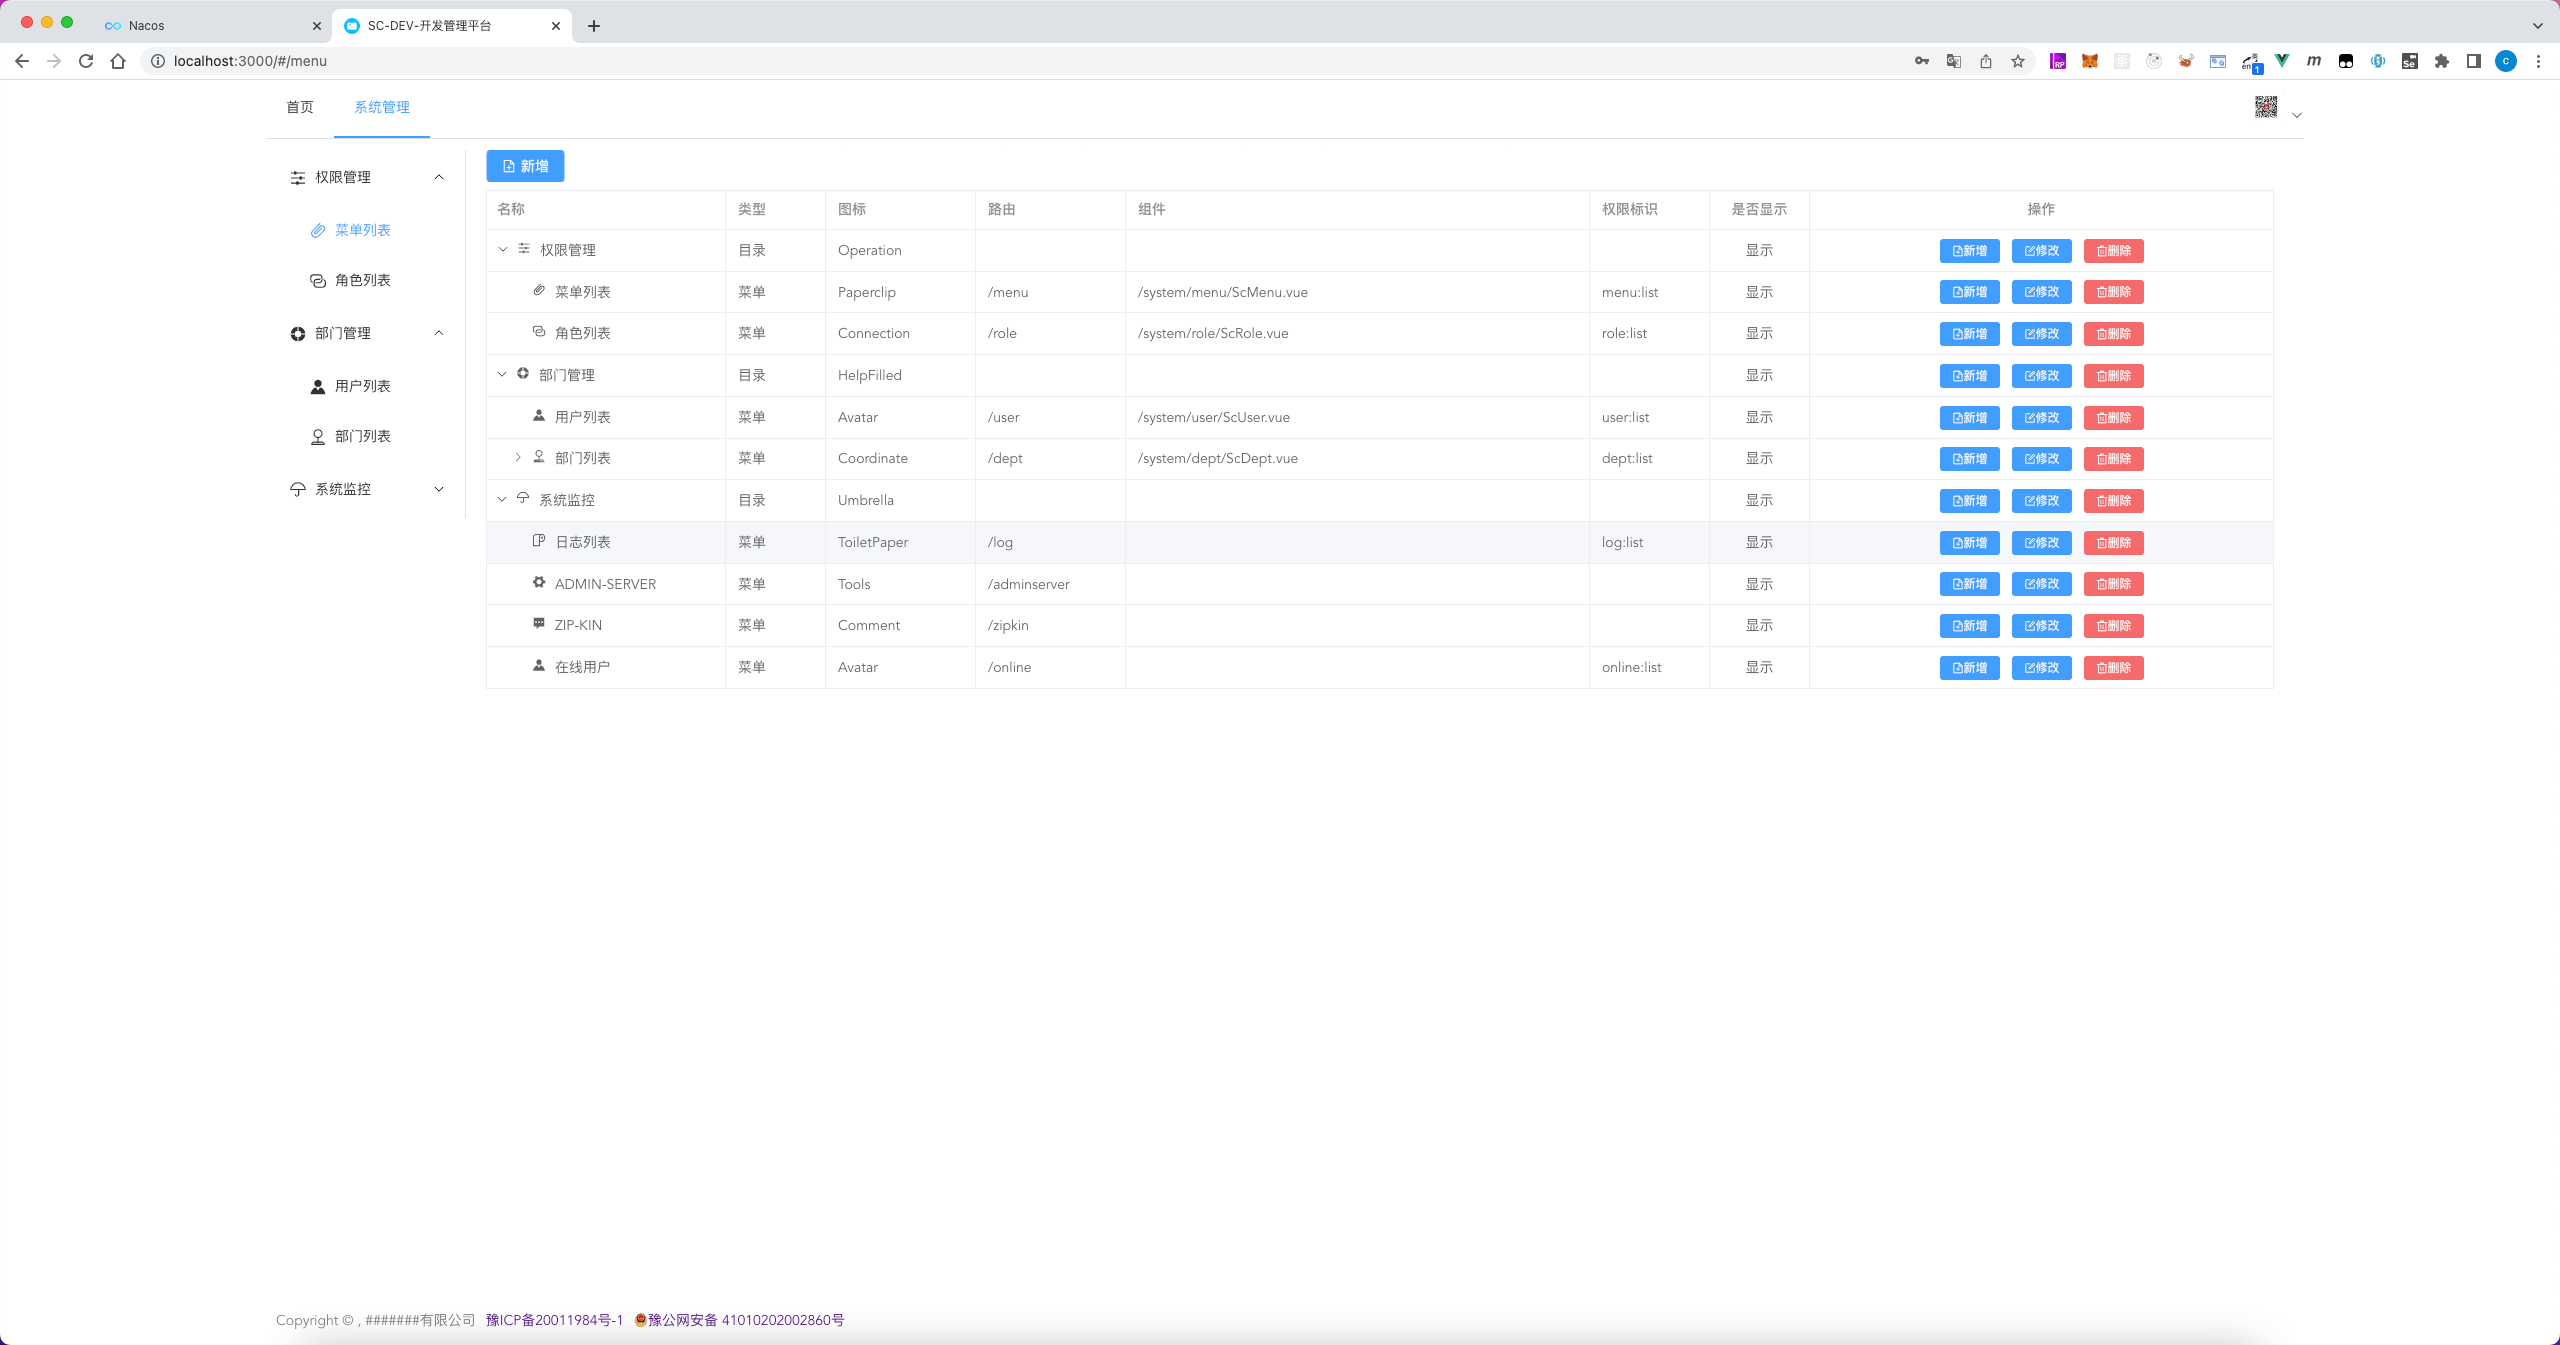 Nacos
SC-DEV-开发管理平台
localhost:3000/#/menu
首页 系统管理
权限管理
菜单列表
角色列表
部门管理
用户列表
部门列表
系统监控
新增
名称 类型 图标 路由 组件 权限标识 是否显示 操作
权限管理 目录 Operation 显示 新增 修改 删除
菜单列表 菜单 Paperclip /menu /system/menu/ScMenu.vue menu:list 显示 新增 修改 删除
角色列表 菜单 Connection /role /system/role/ScRole.vue role:list 显示 新增 修改 删除
部门管理 目录 HelpFilled 显示 新增 修改 删除
用户列表 菜单 Avatar /user /system/user/ScUser.vue user:list 显示 新增 修改 删除
部门列表 菜单 Coordinate /dept /system/dept/ScDept.vue dept:list 显示 新增 修改 删除
系统监控 目录 Umbrella 显示 新增 修改 删除
日志列表 菜单 ToiletPaper /log log:list 显示 新增 修改 删除
ADMIN-SERVER 菜单 Tools /adminserver 显示 新增 修改 删除
ZIP-KIN 菜单 Comment /zipkin 显示 新增 修改 删除
在线用户 菜单 Avatar /online online:list 显示 新增 修改 删除
Copyright © , #######有限公司 豫ICP备20011984号-1 豫公网安备 41010202002860号